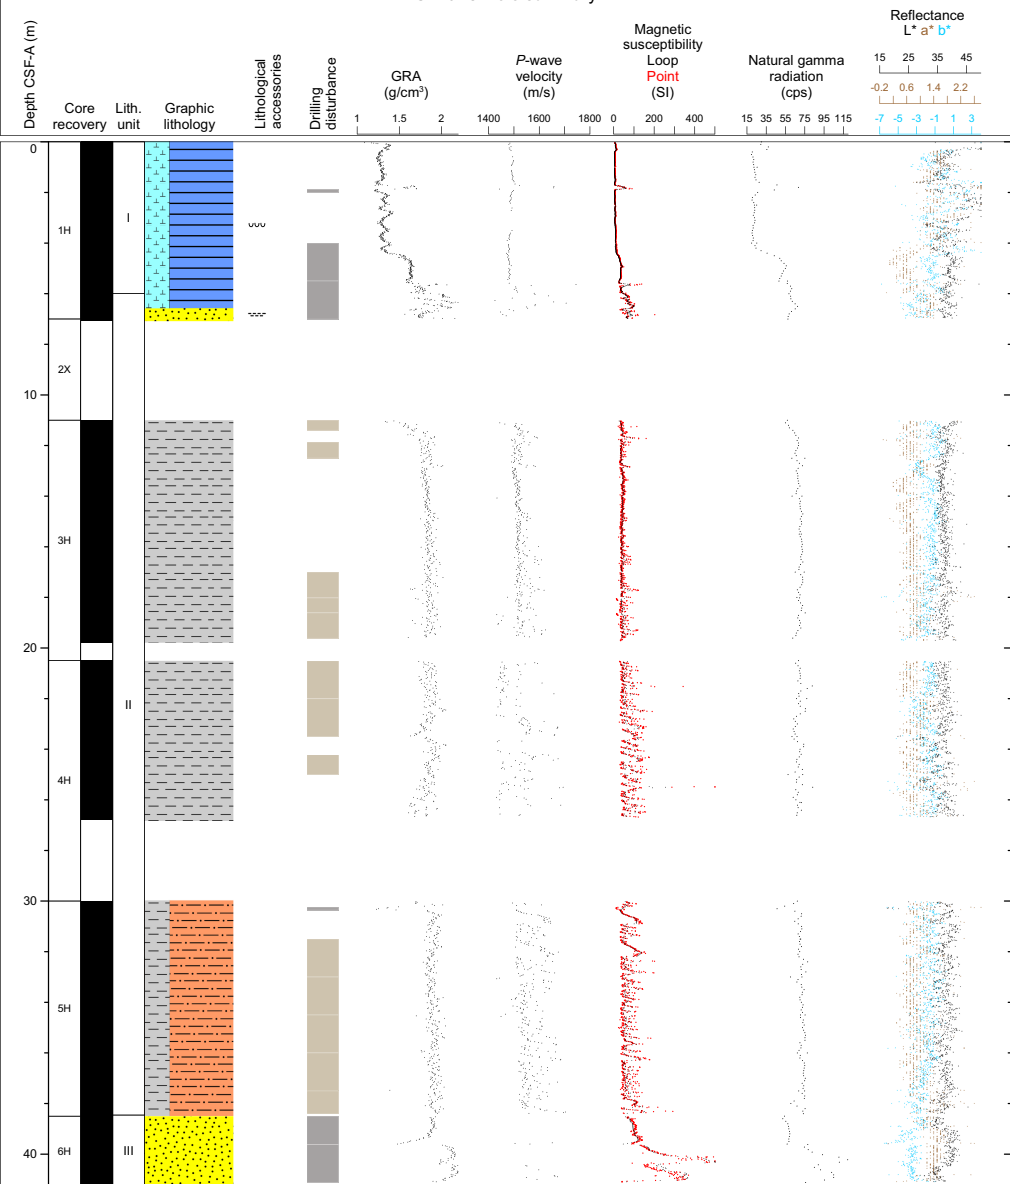 Depth CSF-A (m)
Core
recovery
Lith.
unit
Graphic
lithology
Lithological
accessories
Drilling
disturbance
GRA
(g/cm³)
1 1.5 2
P-wave
velocity
(m/s)
1400 1600 1800
Magnetic
susceptibility
Loop
Point
(SI)
0 200 400
Natural gamma
radiation
(cps)
15 35 55 75 95 115
Reflectance
L* a* b*
15 25 35 45
-0.2 0.6 1.4 2.2
-7 -5 -3 -1 1 3
0
I
1H
2X
10
3H
20
II
4H
30
5H
6H
III
40